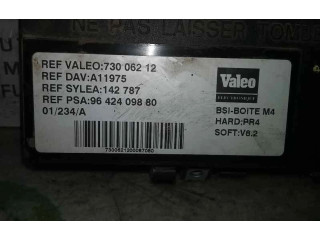 NE PAS LAISSER TOM
REF VALEO:730 062 12
REF DAV:A11975
REF SYLEA:142 787
REF PSA:96 424 098 80
01/234/A
Valeo
BSI-BOITE M4
HARD:PR4
SOFT:V8.2